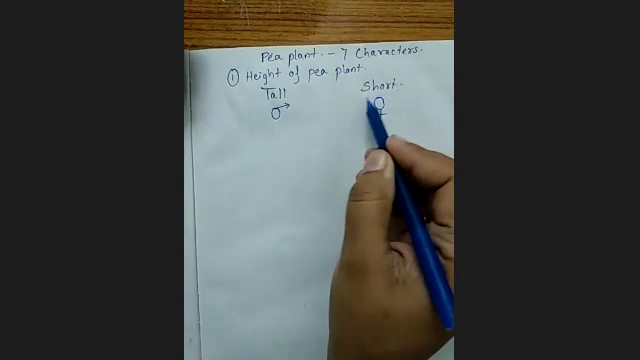 Pea plant. - 7 Characters.
① Height of pea plant.
Tall Short.
♂ ♀